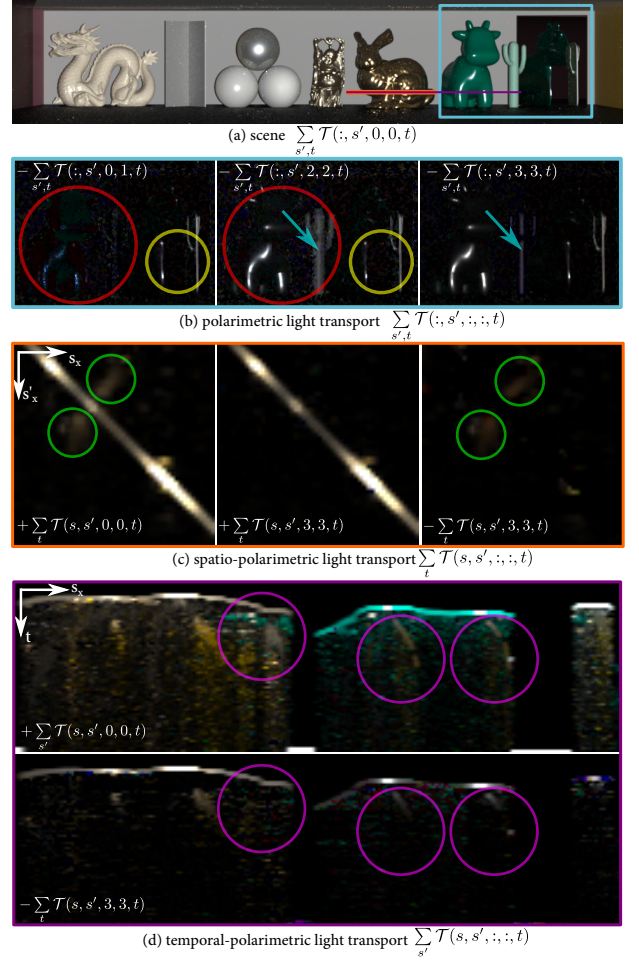 (a) scene ∑_{s′,t} 𝒯(:, s′, 0, 0, t)
− ∑_{s′,t} 𝒯(:, s′, 0, 1, t)
− ∑_{s′,t} 𝒯(:, s′, 2, 2, t)
− ∑_{s′,t} 𝒯(:, s′, 3, 3, t)
(b) polarimetric light transport ∑_{s′,t} 𝒯(:, s′, :, :, t)
s_x
s'_x
+ ∑_t 𝒯(s, s′, 0, 0, t)
+ ∑_t 𝒯(s, s′, 3, 3, t)
− ∑_t 𝒯(s, s′, 3, 3, t)
(c) spatio-polarimetric light transport ∑_t 𝒯(s, s′, :, :, t)
s_x
t
+ ∑_{s′} 𝒯(s, s′, 0, 0, t)
− ∑_t 𝒯(s, s′, 3, 3, t)
(d) temporal-polarimetric light transport ∑_{s′} 𝒯(s, s′, :, :, t)